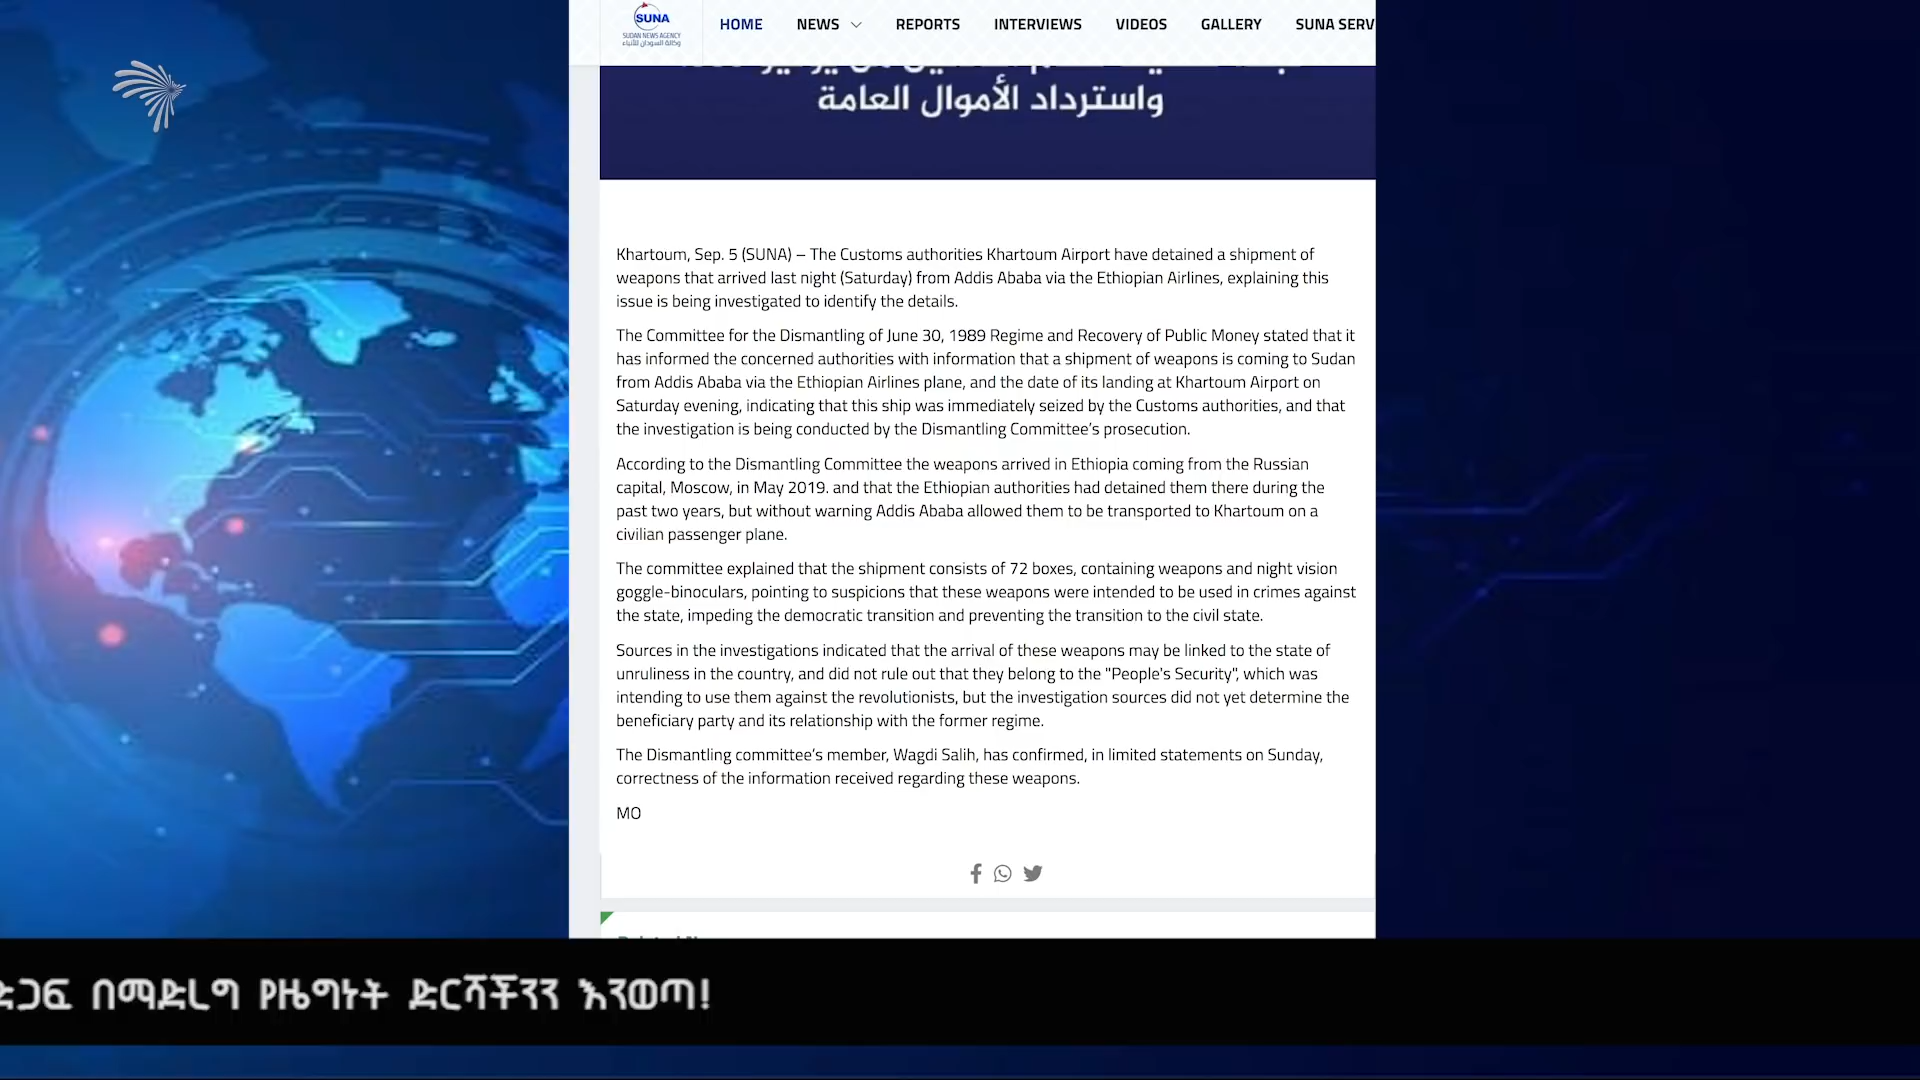 SUNA
SUDAN NEWS AGENCY
وكالة السودان للأنباء
HOME NEWS REPORTS INTERVIEWS VIDEOS GALLERY SUNA SERV
واسترداد الأموال العامة
Khartoum, Sep. 5 (SUNA) – The Customs authorities Khartoum Airport have detained a shipment of
weapons that arrived last night (Saturday) from Addis Ababa via the Ethiopian Airlines, explaining this
issue is being investigated to identify the details.
The Committee for the Dismantling of June 30, 1989 Regime and Recovery of Public Money stated that it
has informed the concerned authorities with information that a shipment of weapons is coming to Sudan
from Addis Ababa via the Ethiopian Airlines plane, and the date of its landing at Khartoum Airport on
Saturday evening, indicating that this ship was immediately seized by the Customs authorities, and that
the investigation is being conducted by the Dismantling Committee’s prosecution.
According to the Dismantling Committee the weapons arrived in Ethiopia coming from the Russian
capital, Moscow, in May 2019. and that the Ethiopian authorities had detained them there during the
past two years, but without warning Addis Ababa allowed them to be transported to Khartoum on a
civilian passenger plane.
The committee explained that the shipment consists of 72 boxes, containing weapons and night vision
goggle-binoculars, pointing to suspicions that these weapons were intended to be used in crimes against
the state, impeding the democratic transition and preventing the transition to the civil state.
Sources in the investigations indicated that the arrival of these weapons may be linked to the state of
unruliness in the country, and did not rule out that they belong to the "People's Security", which was
intending to use them against the revolutionists, but the investigation sources did not yet determine the
beneficiary party and its relationship with the former regime.
The Dismantling committee’s member, Wagdi Salih, has confirmed, in limited statements on Sunday,
correctness of the information received regarding these weapons.
MO
በማድረግ የዜግነት ድርሻችንን እንወጣ!